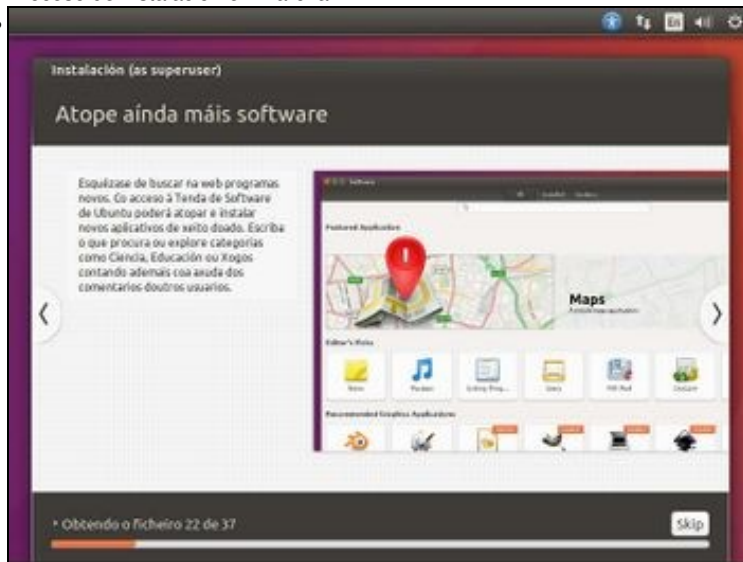 En
Instalación (as superuser)
Atope aínda máis software
Esquézase de buscar na web programas
novos. Co acceso á Tenda de Software
de Ubuntu poderá atopar e instalar
novos aplicativos de xeito doado. Escriba
o que procura ou explore categorías
como Ciencia, Educación ou Xogos
contando ademais coa axuda dos
comentarios doutros usuarios.
Software
Featured Application
Maps
Editor's Picks
Recommended Graphics Applications
Obtendo o ficheiro 22 de 37
Skip